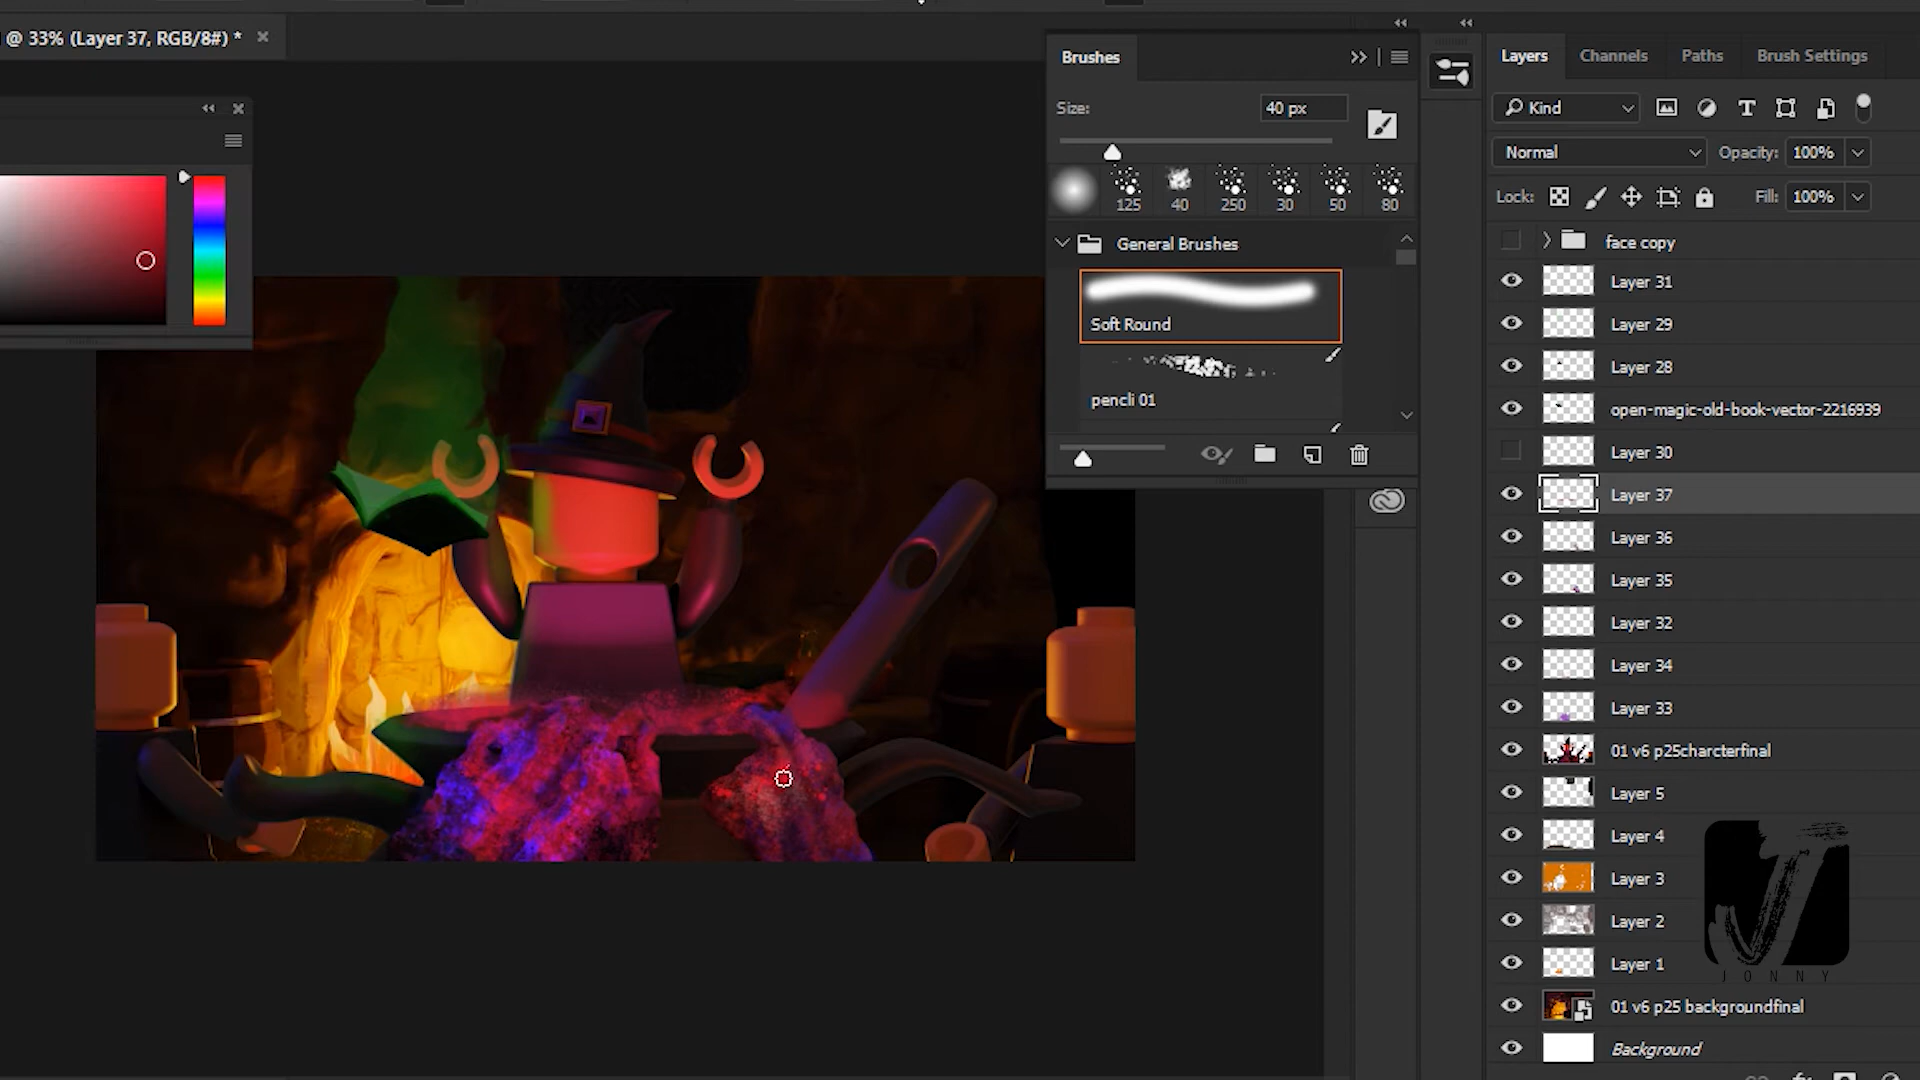 @ 33% (Layer 37, RGB/8#) *
Brushes
Size:
40 px
125
40
250
30
50
80
General Brushes
Soft Round
pencli 01
Layers
Channels
Paths
Brush Settings
Kind
Normal
Opacity:
100%
Lock:
Fill:
100%
face copy
Layer 31
Layer 29
Layer 28
open-magic-old-book-vector-2216939
Layer 30
Layer 37
Layer 36
Layer 35
Layer 32
Layer 34
Layer 33
01 v6 p25charcterfinal
Layer 5
Layer 4
Layer 3
Layer 2
Layer 1
JONNY
01 v6 p25 backgroundfinal
Background